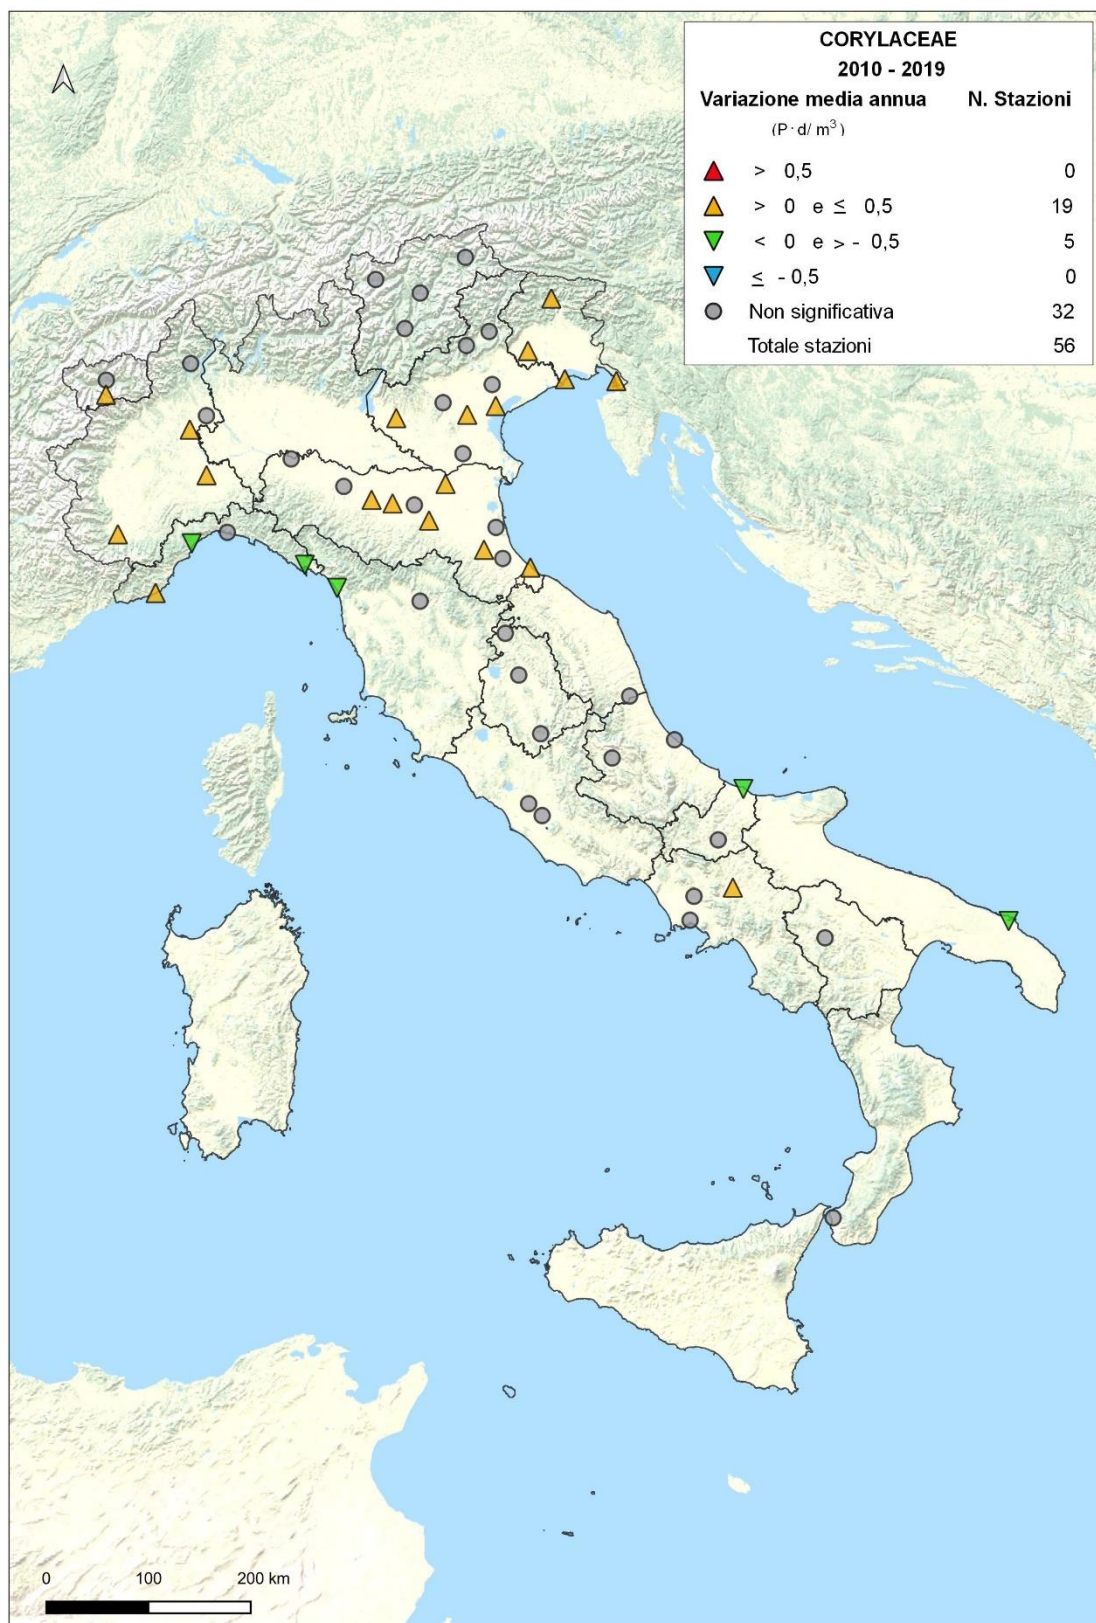 CORYLACEAE
2010 - 2019
Variazione media annua N. Stazioni
(P·d/ m³)
> 0,5 0
> 0 e ≤ 0,5 19
< 0 e > - 0,5 5
≤ - 0,5 0
Non significativa 32
Totale stazioni 56
0 100 200 km